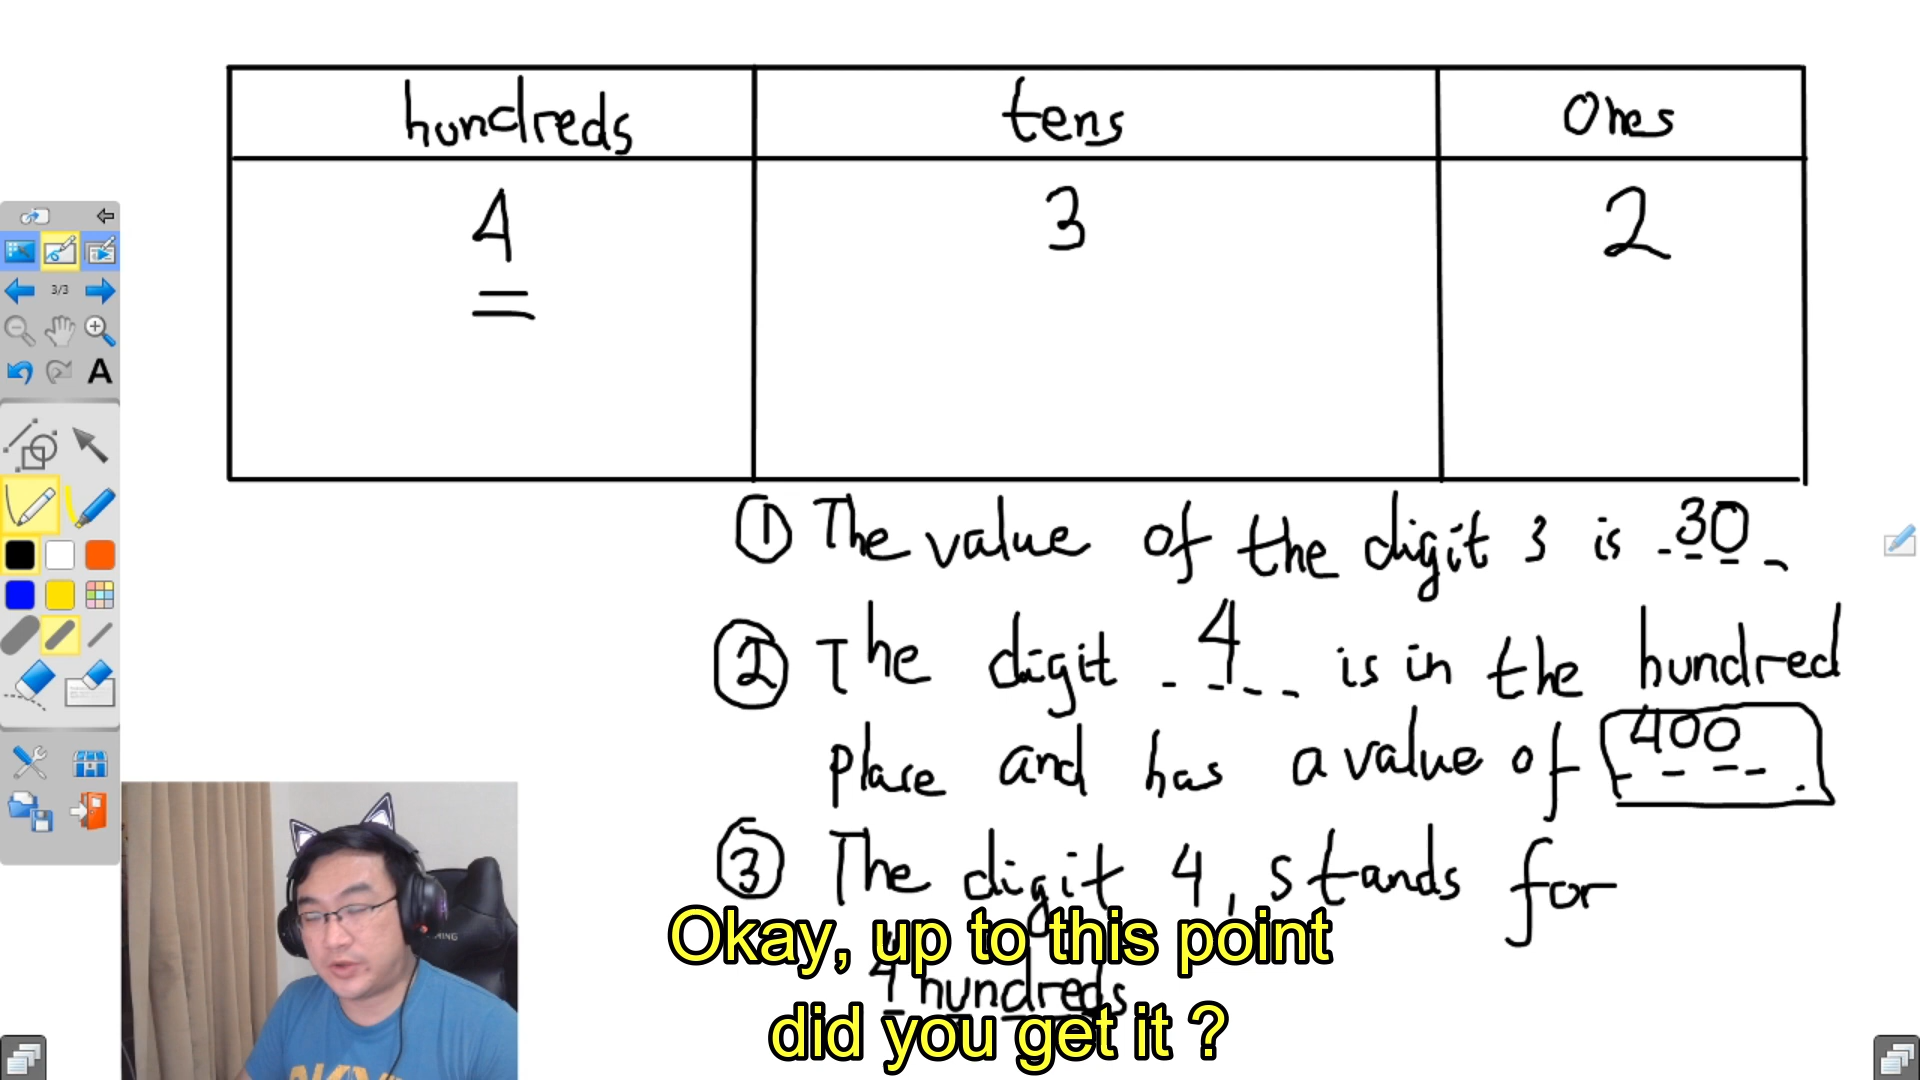 hundreds tens Ones
4 3 2
3/3
A
① The value of the digit 3 is 30
② The digit 4 is in the hundred
place and has a value of 400.
③ The digit 4, stands for
4 hundreds
Okay, up to this point
did you get it ?